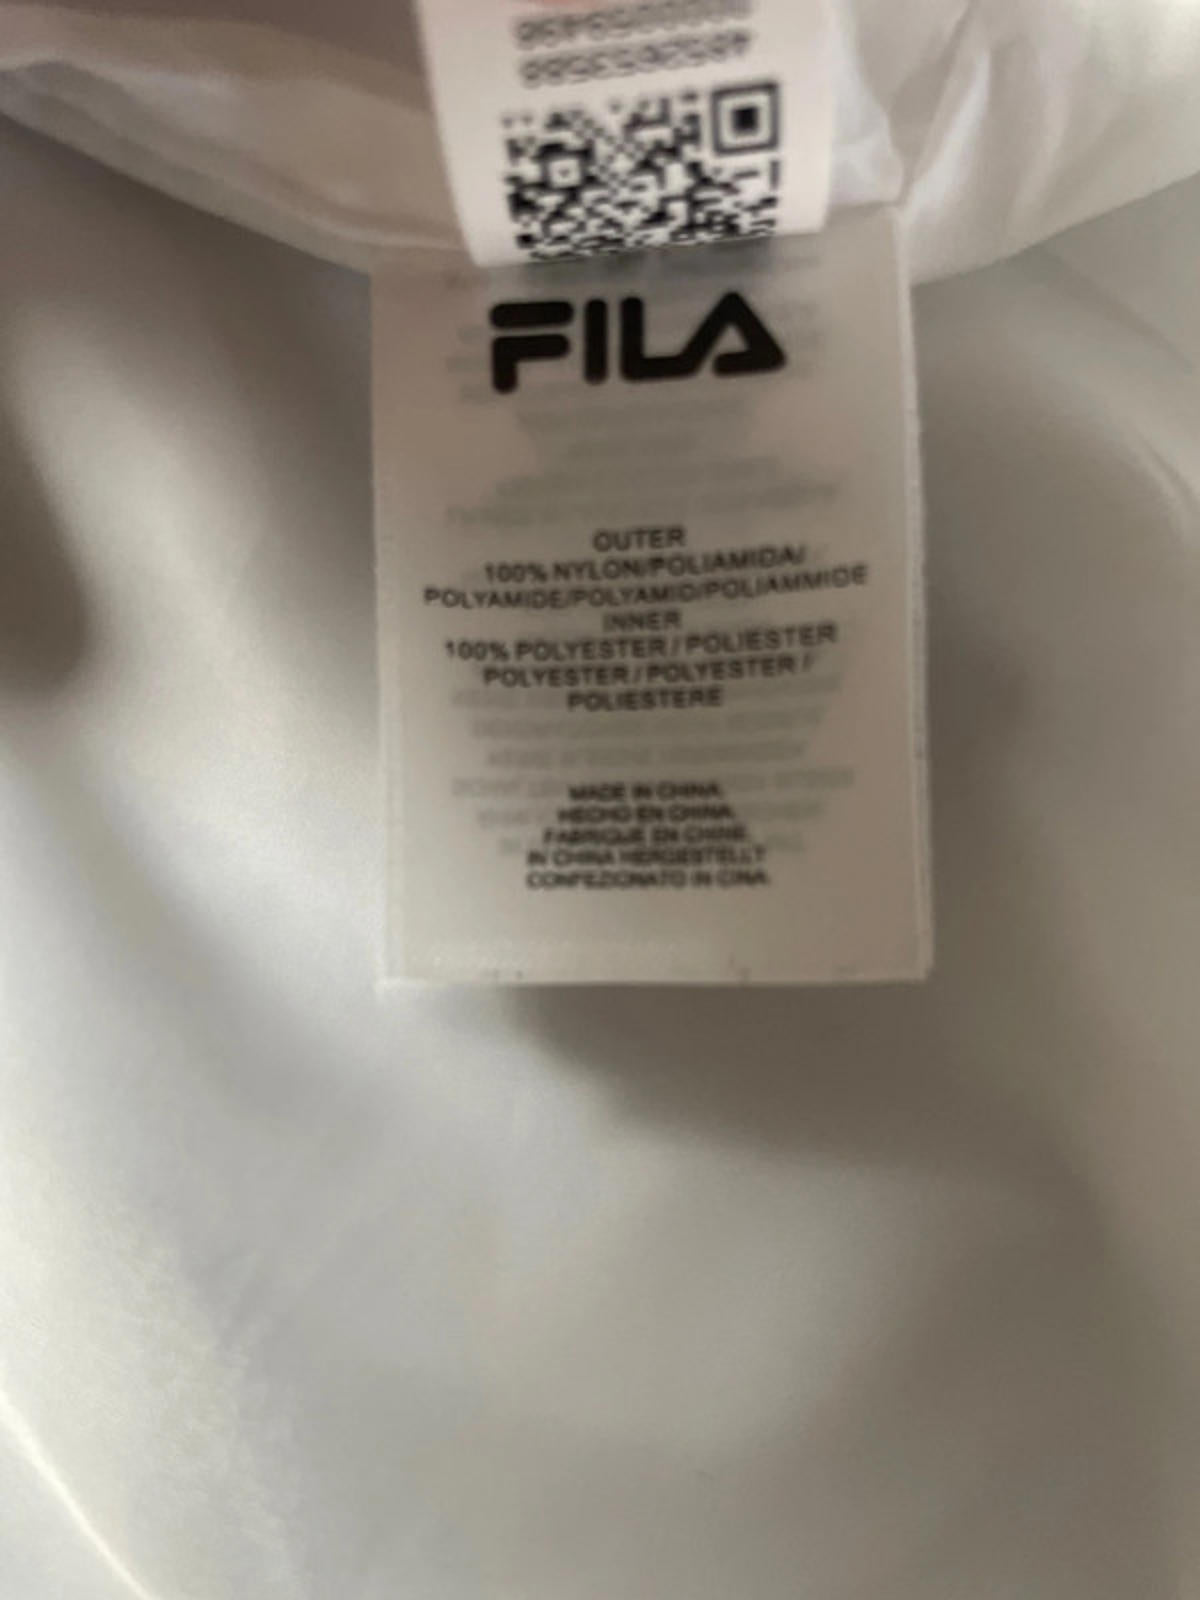 FILA
OUTER
100% NYLON/POLIAMIDA/
POLYAMIDE/POLYAMID/POLIAMMIDE
INNER
100% POLYESTER / POLIESTER
POLYESTER / POLYESTER /
POLIESTERE
MADE IN CHINA.
HECHO EN CHINA.
FABRIQUE EN CHINE.
IN CHINA HERGESTELLT
CONFEZIONATO IN CINA.